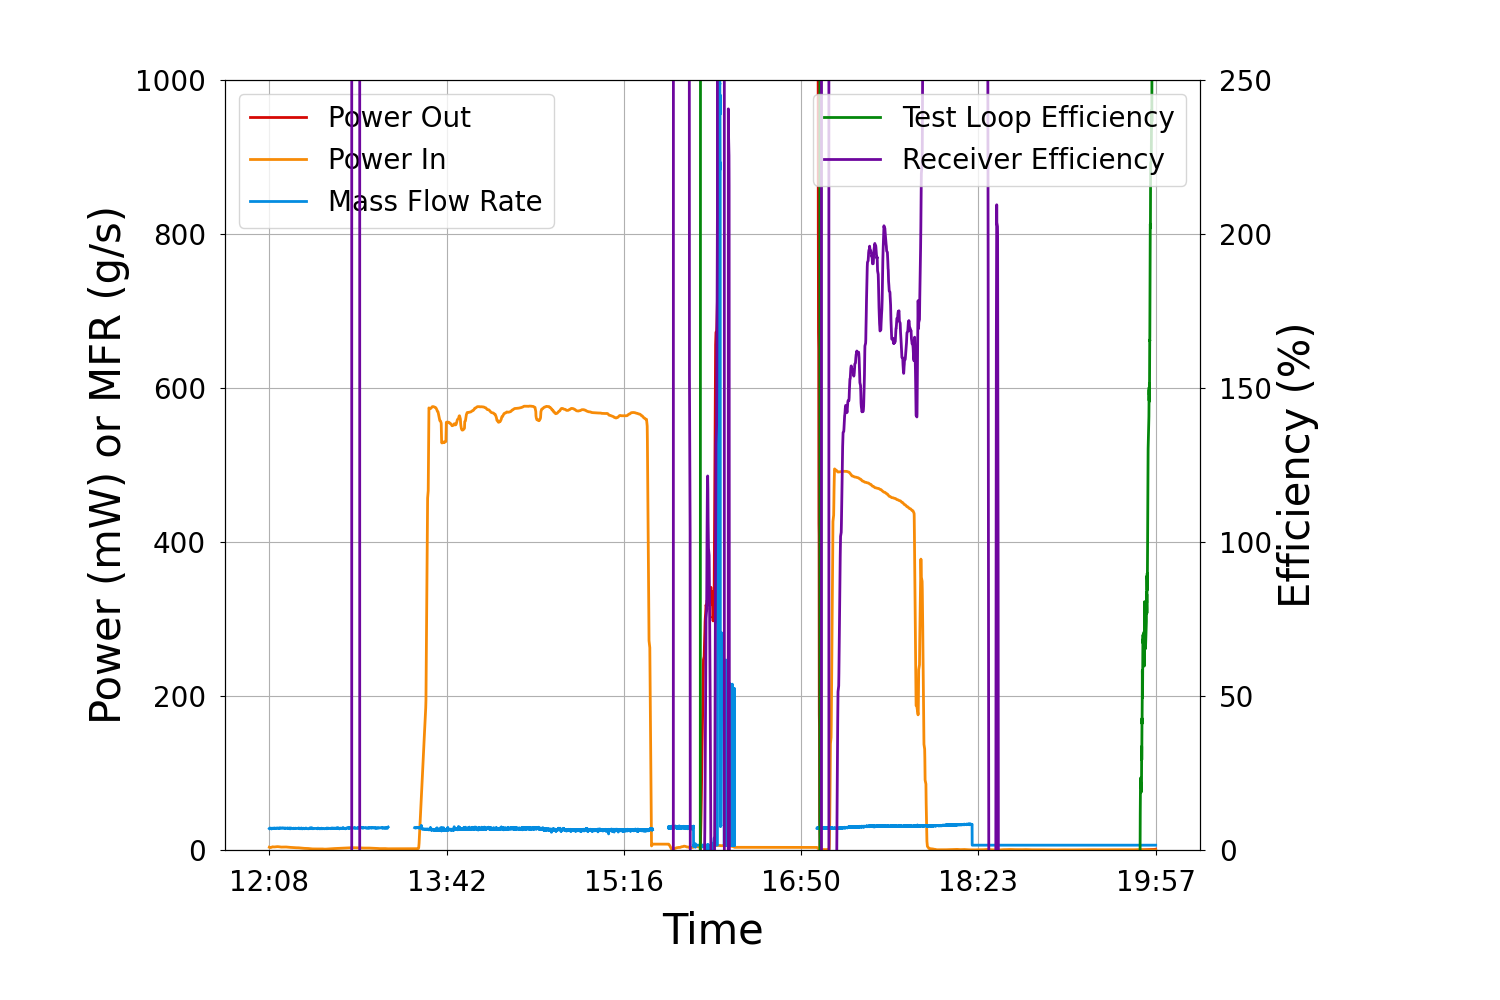 1000
800
600
400
200
0
Power (mW) or MFR (g/s)
Power Out
Power In
Mass Flow Rate
Test Loop Efficiency
Receiver Efficiency
250
200
150
100
50
0
Efficiency (%)
12:08 13:42 15:16 16:50 18:23 19:57
Time